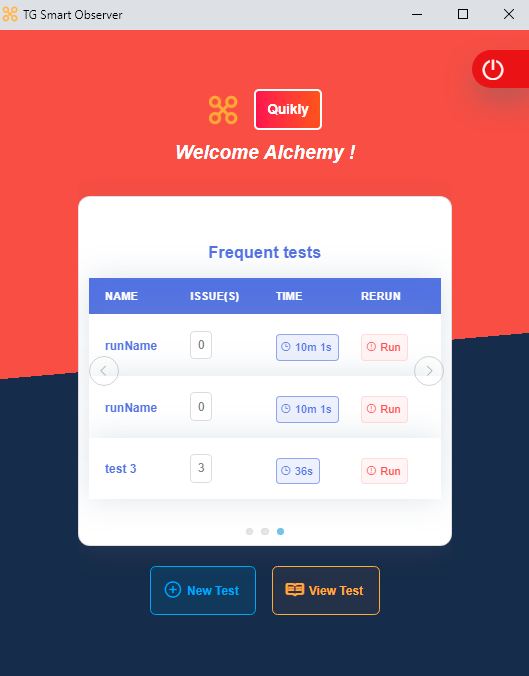 TG Smart Observer
Quikly
Welcome Alchemy !
Frequent tests
NAME ISSUE(S) TIME RERUN
runName 0 10m 1s Run
runName 0 10m 1s Run
test 3 3 36s Run
New Test View Test